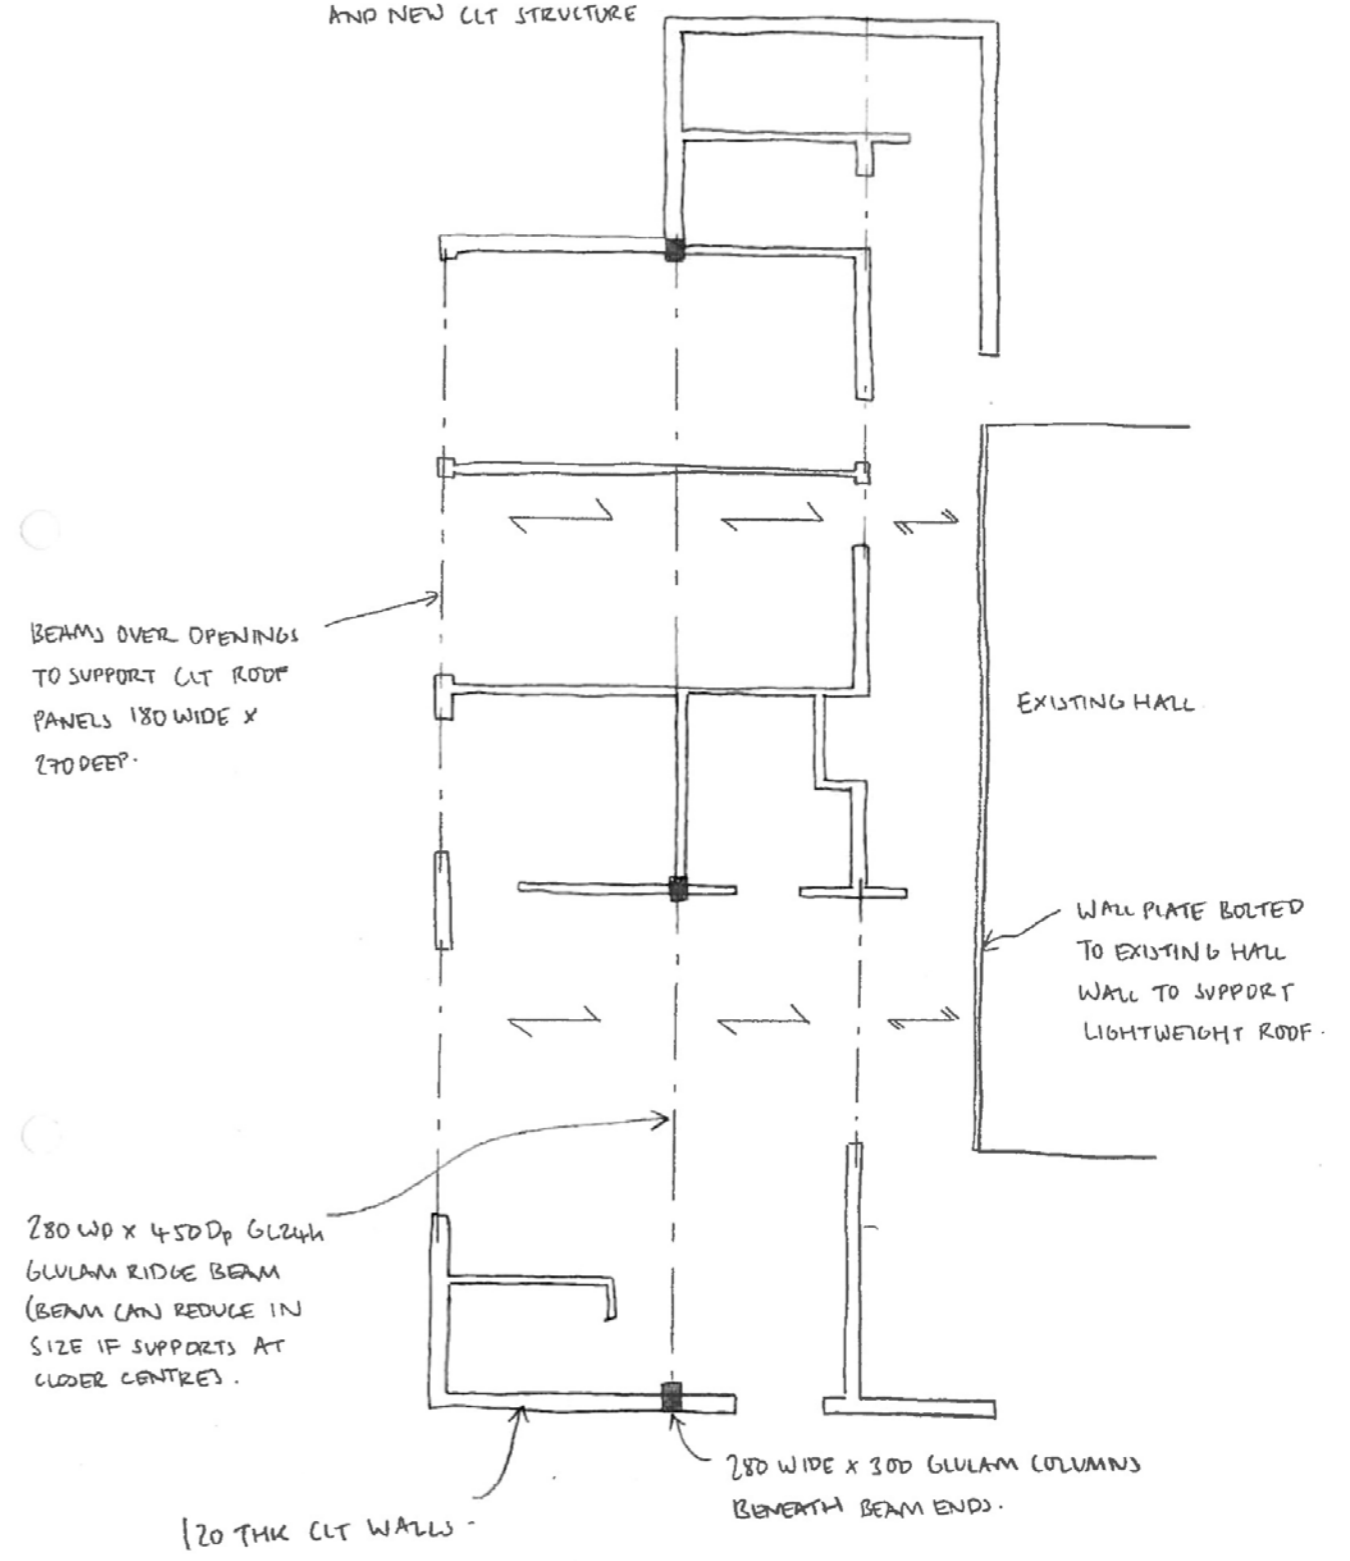 AND NEW CLT STRUCTURE
BEAMS OVER OPENINGS
TO SUPPORT CLT ROOF
PANELS 180 WIDE X
270 DEEP.
EXISTING HALL
WALL PLATE BOLTED
TO EXISTING HALL
WALL TO SUPPORT
LIGHTWEIGHT ROOF.
280 WD X 450 Dp GL24h
GLULAM RIDGE BEAM
(BEAM CAN REDUCE IN
SIZE IF SUPPORTS AT
CLOSER CENTRES.
280 WIDE X 300 GLULAM COLUMNS
BENEATH BEAM ENDS.
120 THK CLT WALLS.